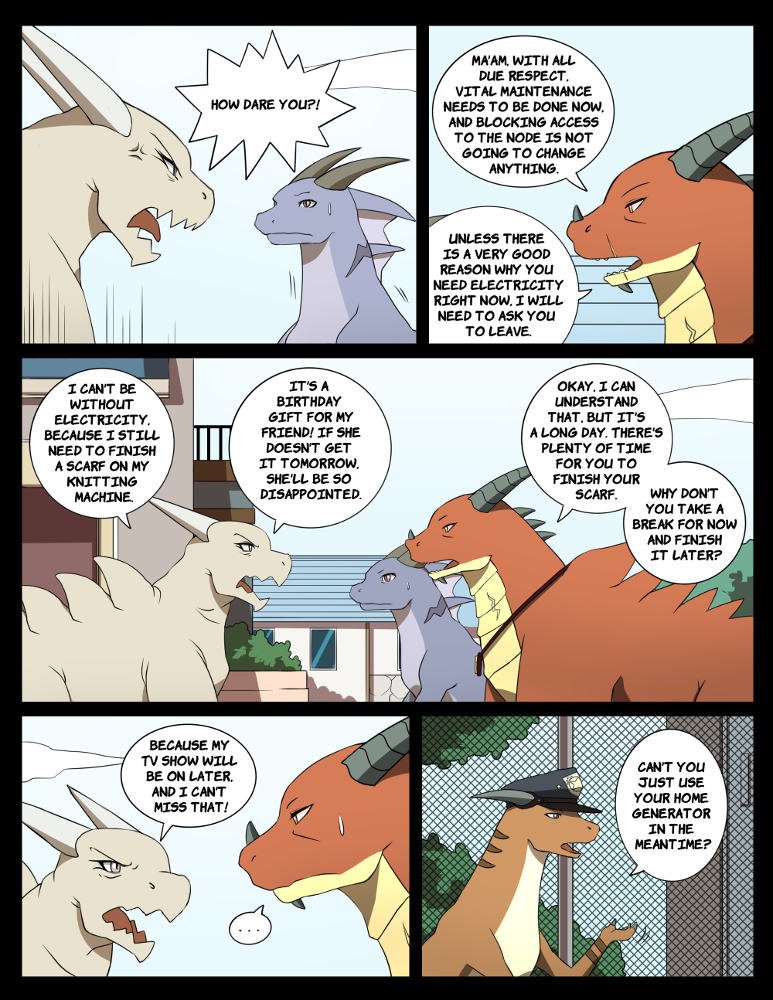 HOW DARE YOU?!
MA'AM, WITH ALL
DUE RESPECT,
VITAL MAINTENANCE
NEEDS TO BE DONE NOW,
AND BLOCKING ACCESS
TO THE NODE IS NOT
GOING TO CHANGE
ANYTHING.
UNLESS THERE
IS A VERY GOOD
REASON WHY YOU
NEED ELECTRICITY
RIGHT NOW, I WILL
NEED TO ASK YOU
TO LEAVE.
I CAN'T BE
WITHOUT
ELECTRICITY,
BECAUSE I STILL
NEED TO FINISH
A SCARF ON MY
KNITTING
MACHINE.
IT'S A
BIRTHDAY
GIFT FOR MY
FRIEND! IF SHE
DOESN'T GET
IT TOMORROW,
SHE'LL BE SO
DISAPPOINTED.
OKAY, I CAN
UNDERSTAND
THAT, BUT IT'S
A LONG DAY. THERE'S
PLENTY OF TIME
FOR YOU TO
FINISH YOUR
SCARF.
WHY DON'T
YOU TAKE A
BREAK FOR NOW
AND FINISH
IT LATER?
BECAUSE MY
TV SHOW WILL
BE ON LATER,
AND I CAN'T
MISS THAT!
...
CAN'T YOU
JUST USE
YOUR HOME
GENERATOR
IN THE
MEANTIME?